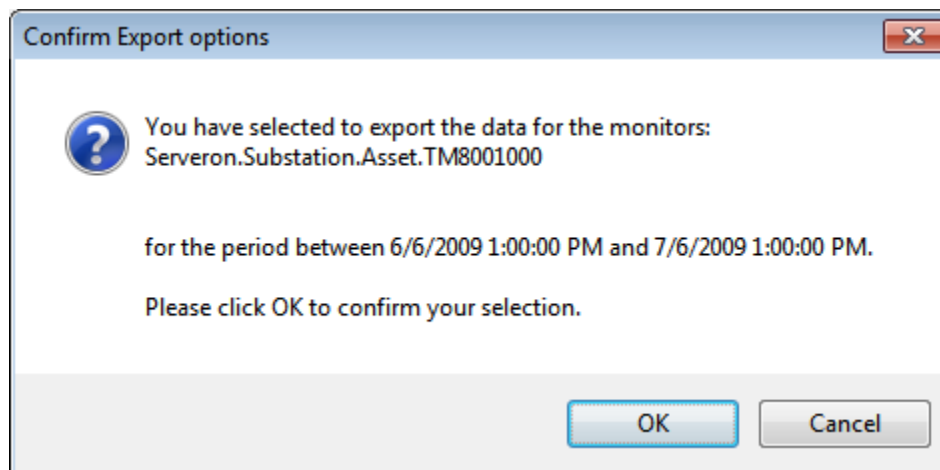 Confirm Export options
You have selected to export the data for the monitors:
Serveron.Substation.Asset.TM8001000
for the period between 6/6/2009 1:00:00 PM and 7/6/2009 1:00:00 PM.
Please click OK to confirm your selection.
OK
Cancel